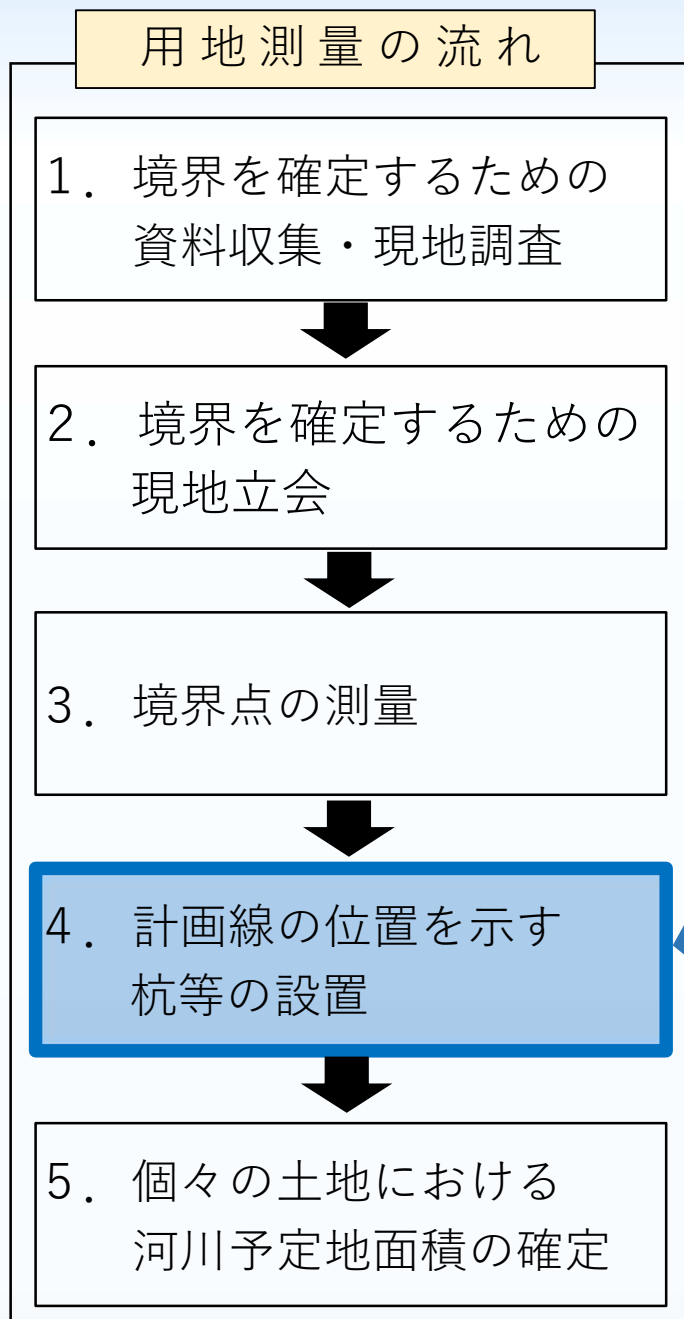 用地測量の流れ
1．境界を確定するための
資料収集・現地調査
2．境界を確定するための
現地立会
3．境界点の測量
4．計画線の位置を示す
杭等の設置
5．個々の土地における
河川予定地面積の確定